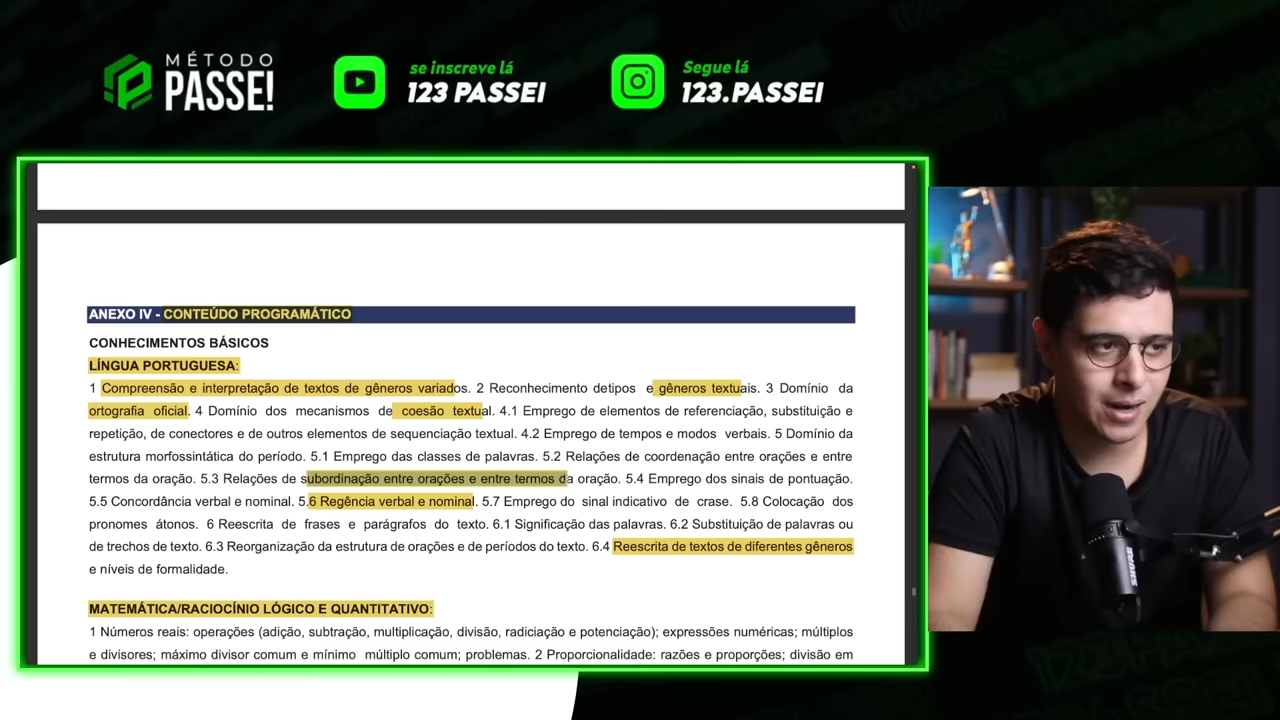 MÉTODO
PASSE!
se inscreve lá
123 PASSEI
Segue lá
123.PASSEI
ANEXO IV - CONTEÚDO PROGRAMÁTICO
CONHECIMENTOS BÁSICOS
LÍNGUA PORTUGUESA:
1 Compreensão e interpretação de textos de gêneros variados. 2 Reconhecimento detipos e gêneros textuais. 3 Domínio da
ortografia oficial. 4 Domínio dos mecanismos de coesão textual. 4.1 Emprego de elementos de referenciação, substituição e
repetição, de conectores e de outros elementos de sequenciação textual. 4.2 Emprego de tempos e modos verbais. 5 Domínio da
estrutura morfossintática do período. 5.1 Emprego das classes de palavras. 5.2 Relações de coordenação entre orações e entre
termos da oração. 5.3 Relações de subordinação entre orações e entre termos da oração. 5.4 Emprego dos sinais de pontuação.
5.5 Concordância verbal e nominal. 5.6 Regência verbal e nominal. 5.7 Emprego do sinal indicativo de crase. 5.8 Colocação dos
pronomes átonos. 6 Reescrita de frases e parágrafos do texto. 6.1 Significação das palavras. 6.2 Substituição de palavras ou
de trechos de texto. 6.3 Reorganização da estrutura de orações e de períodos do texto. 6.4 Reescrita de textos de diferentes gêneros
e níveis de formalidade.
MATEMÁTICA/RACIOCÍNIO LÓGICO E QUANTITATIVO:
1 Números reais: operações (adição, subtração, multiplicação, divisão, radiciação e potenciação); expressões numéricas; múltiplos
e divisores; máximo divisor comum e mínimo múltiplo comum; problemas. 2 Proporcionalidade: razões e proporções; divisão em
SHURE